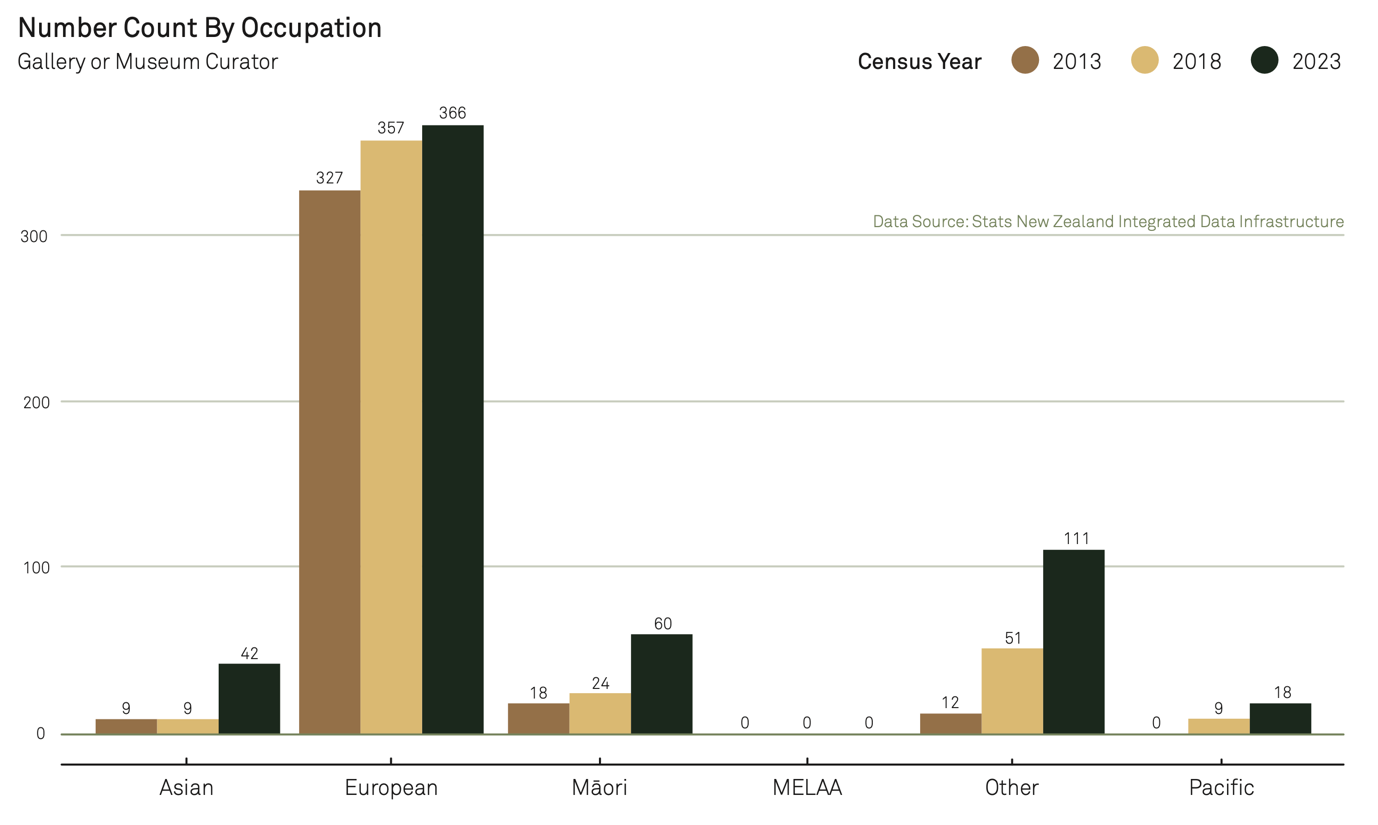 Number Count By Occupation
Gallery or Museum Curator
Census Year 2013 2018 2023
366
357
327
Data Source: Stats New Zealand Integrated Data Infrastructure
300
200
100
0
9 9 42
18 24 60
0 0 0
12 51 111
0 9 18
Asian European Māori MELAA Other Pacific